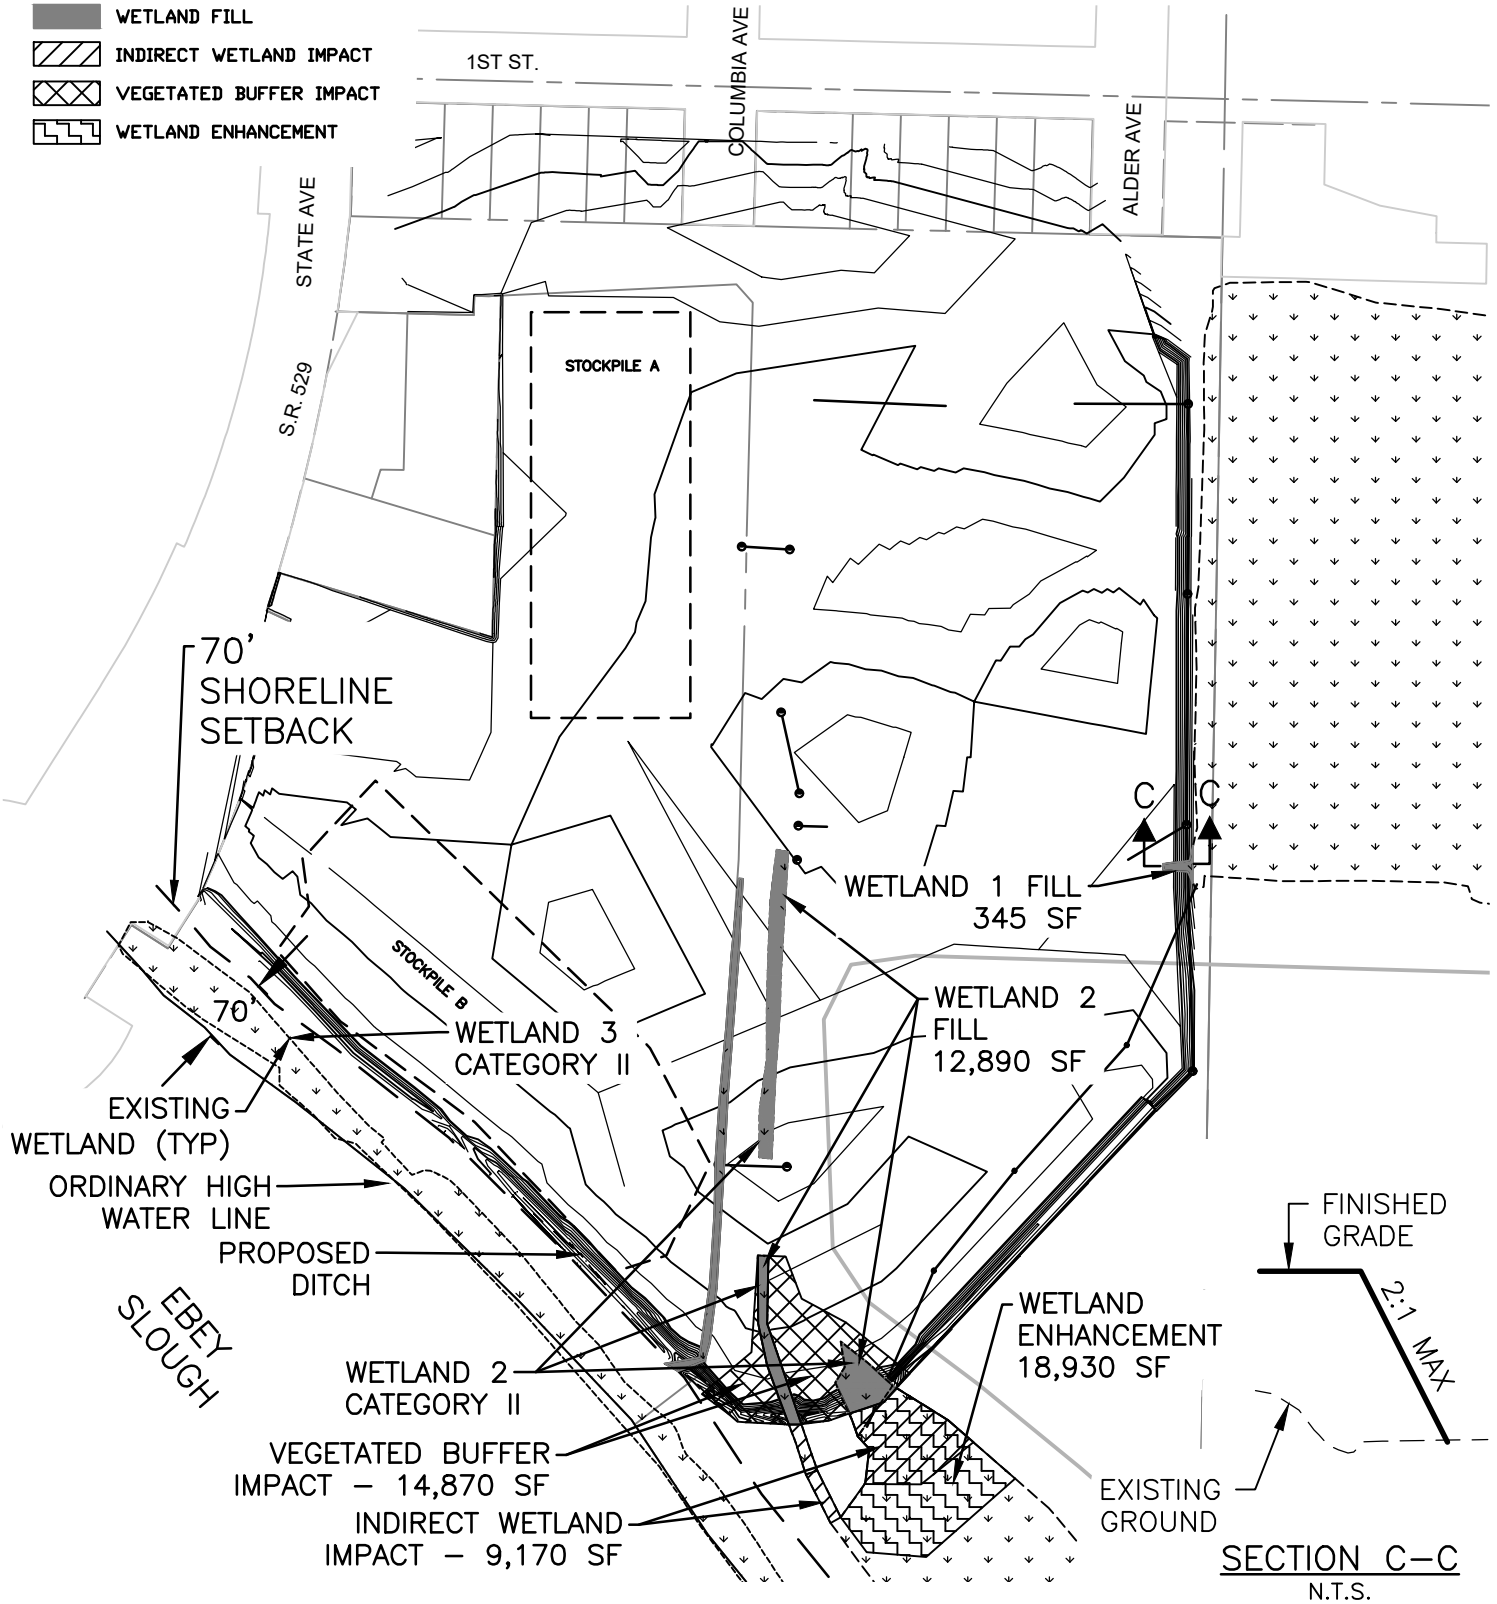 WETLAND FILL
INDIRECT WETLAND IMPACT
VEGETATED BUFFER IMPACT
WETLAND ENHANCEMENT
1ST ST.
COLUMBIA AVE
ALDER AVE
STATE AVE
S.R. 529
STOCKPILE A
70'
SHORELINE
SETBACK
C C
WETLAND 1 FILL
345 SF
STOCKPILE B
70'
WETLAND 2
FILL
12,890 SF
WETLAND 3
CATEGORY II
EXISTING
WETLAND (TYP)
ORDINARY HIGH
WATER LINE
PROPOSED
DITCH
EBEY
SLOUGH
WETLAND 2
CATEGORY II
VEGETATED BUFFER
IMPACT - 14,870 SF
INDIRECT WETLAND
IMPACT - 9,170 SF
WETLAND
ENHANCEMENT
18,930 SF
FINISHED
GRADE
2:1 MAX
EXISTING
GROUND
SECTION C-C
N.T.S.